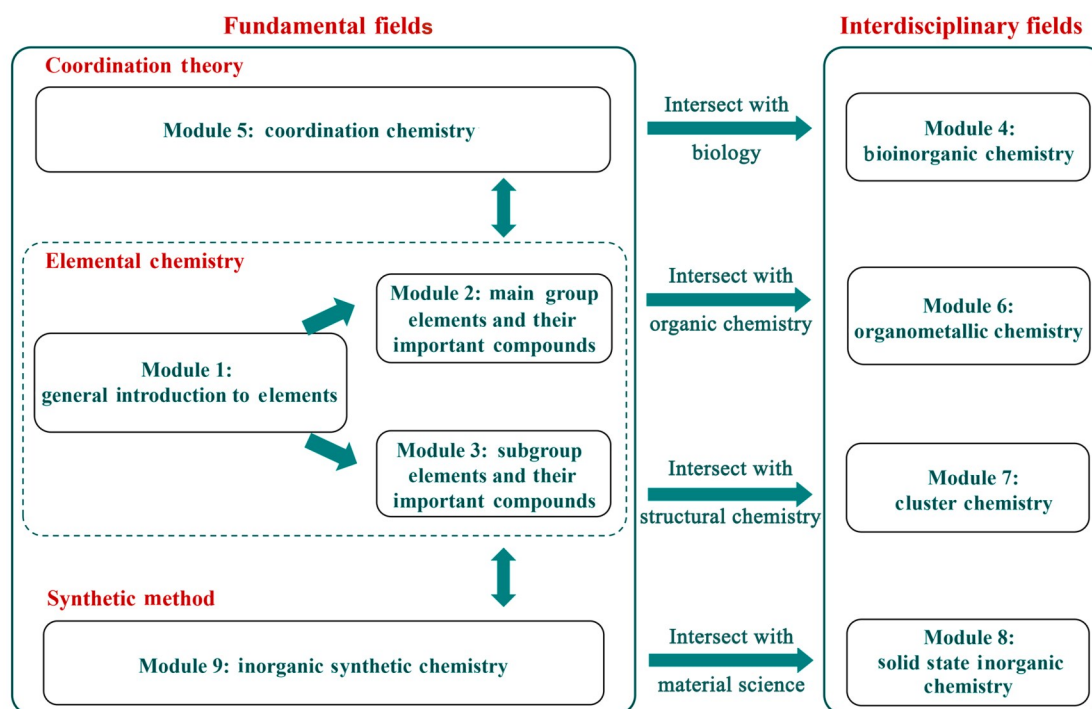 Fundamental fields
Interdisciplinary fields
Coordination theory
Module 5: coordination chemistry
Intersect with
biology
Module 4:
bioinorganic chemistry
Elemental chemistry
Module 1:
general introduction to elements
Module 2: main group
elements and their
important compounds
Module 3: subgroup
elements and their
important compounds
Intersect with
organic chemistry
Module 6:
organometallic chemistry
Intersect with
structural chemistry
Module 7:
cluster chemistry
Synthetic method
Module 9: inorganic synthetic chemistry
Intersect with
material science
Module 8:
solid state inorganic
chemistry